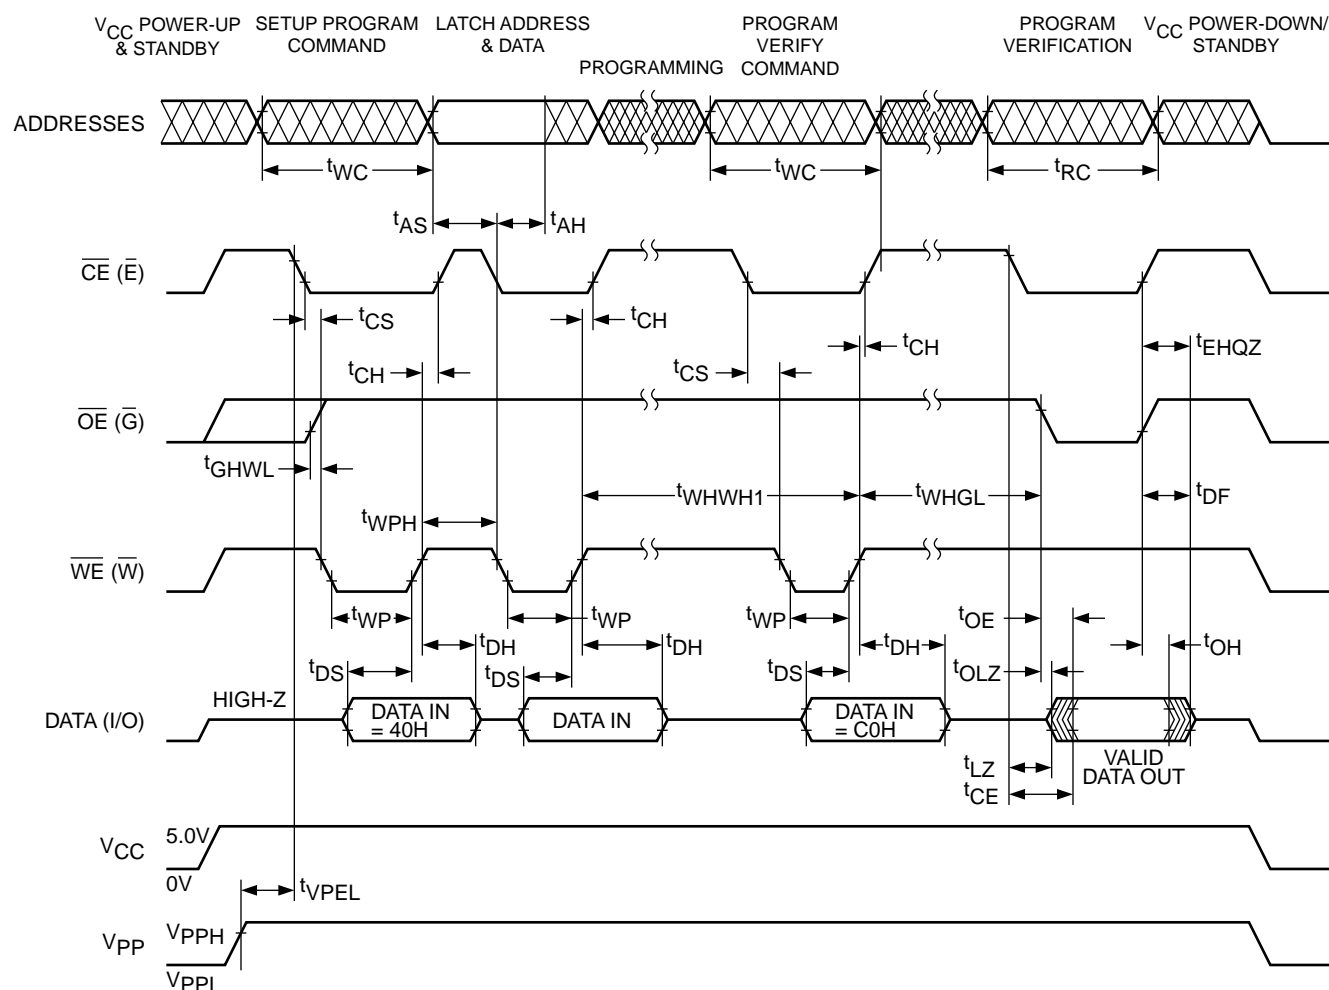 VCC POWER-UP
& STANDBY
SETUP PROGRAM
COMMAND
LATCH ADDRESS
& DATA
PROGRAMMING
PROGRAM
VERIFY
COMMAND
PROGRAM
VERIFICATION
VCC POWER-DOWN/
STANDBY
ADDRESSES
tWC
tWC
tRC
tAS
tAH
CE (E)
tCS
tCH
tCH
tCS
tCH
tEHQZ
OE (G)
tGHWL
tWPH
tWHWH1
tWHGL
tDF
WE (W)
tWP
tWP
tWP
tOE
tDH
tDH
tDH
tOH
tDS
tDS
tDS
tOLZ
DATA (I/O)
HIGH-Z
DATA IN
= 40H
DATA IN
DATA IN
= C0H
VALID
DATA OUT
tLZ
tCE
VCC
5.0V
0V
tVPEL
VPP
VPPH
VPPL